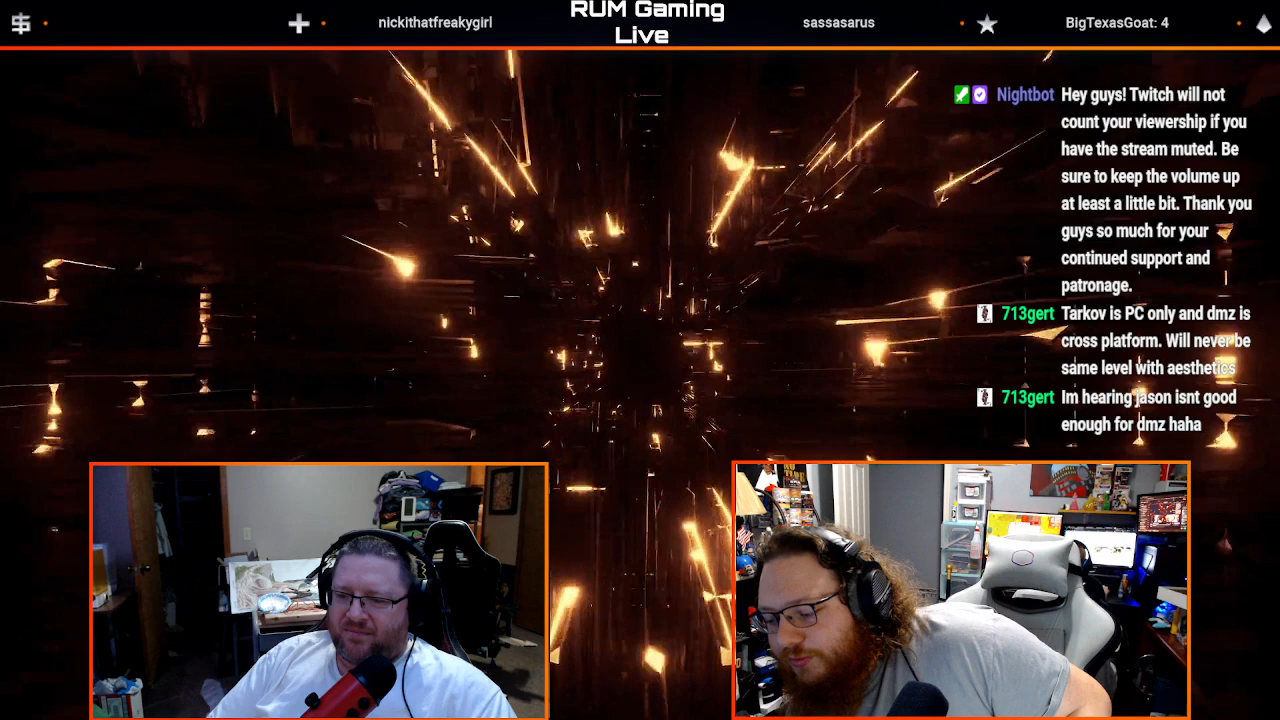 nickithatfreakygirl
RUM Gaming
Live
sassasarus
BigTexasGoat: 4
Nightbot Hey guys! Twitch will not
count your viewership if you
have the stream muted. Be
sure to keep the volume up
at least a little bit. Thank you
guys so much for your
continued support and
patronage.
713gert Tarkov is PC only and dmz is
cross platform. Will never be
same level with aesthetics
713gert Im hearing jason isnt good
enough for dmz haha